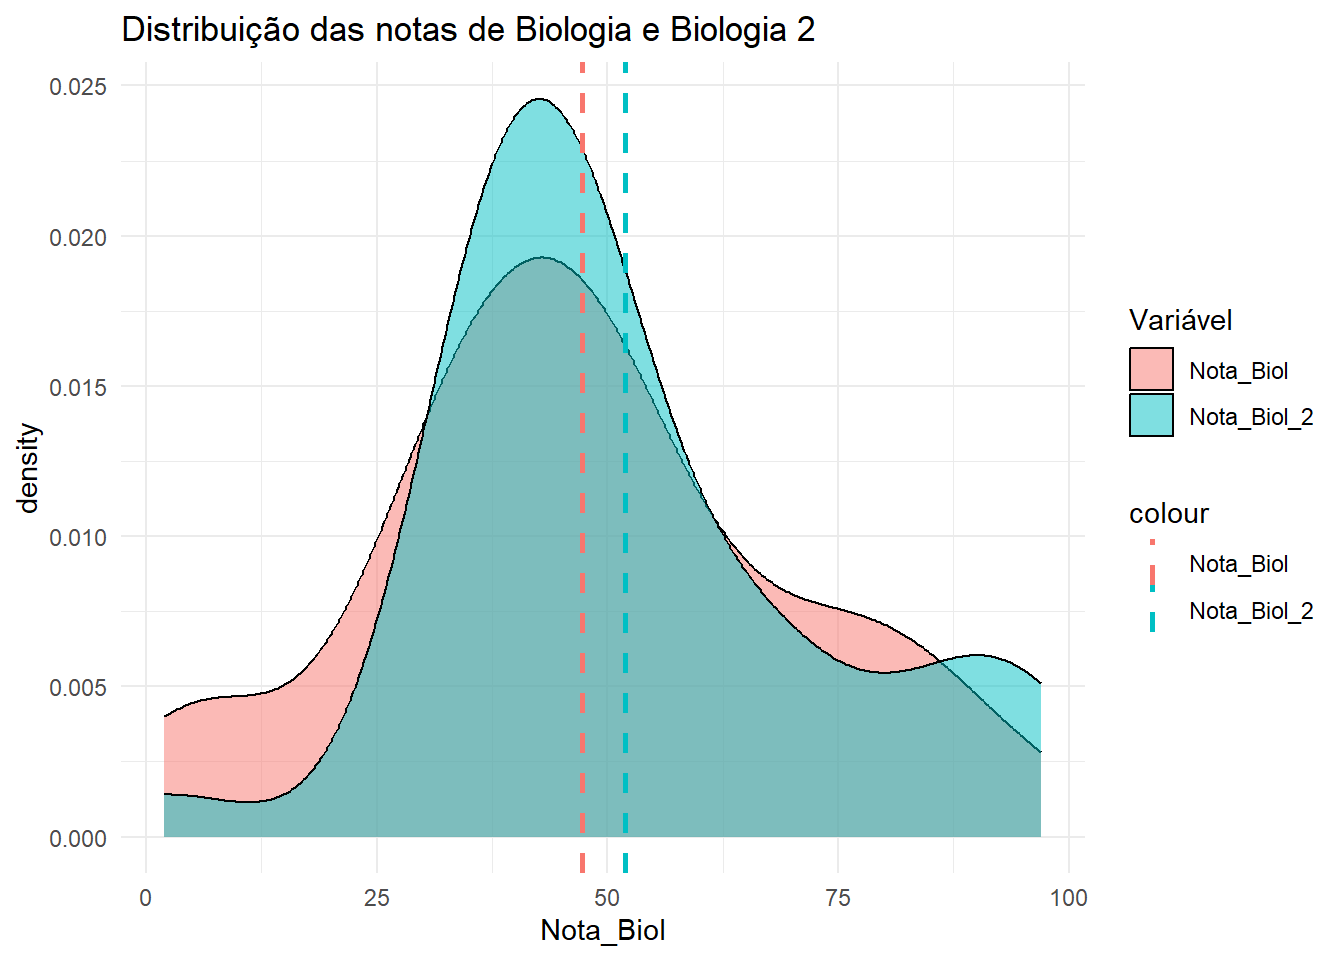 Distribuição das notas de Biologia e Biologia 2
0.025
0.020
0.015
0.010
0.005
0.000
density
0
25
50
75
100
Nota_Biol
Variável
Nota_Biol
Nota_Biol_2
colour
Nota_Biol
Nota_Biol_2